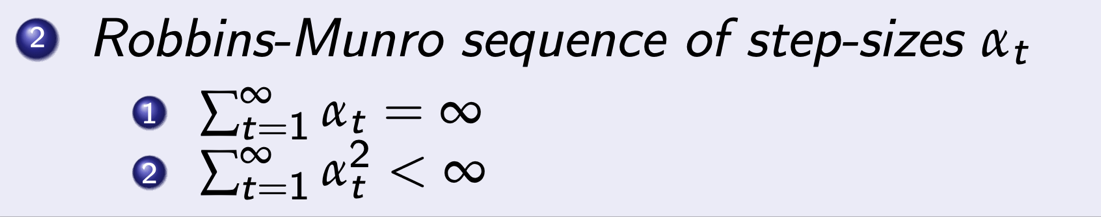 2 Robbins-Munro sequence of step-sizes αₜ
1 ∑ₜ₌₁^∞ αₜ = ∞
2 ∑ₜ₌₁^∞ αₜ² < ∞